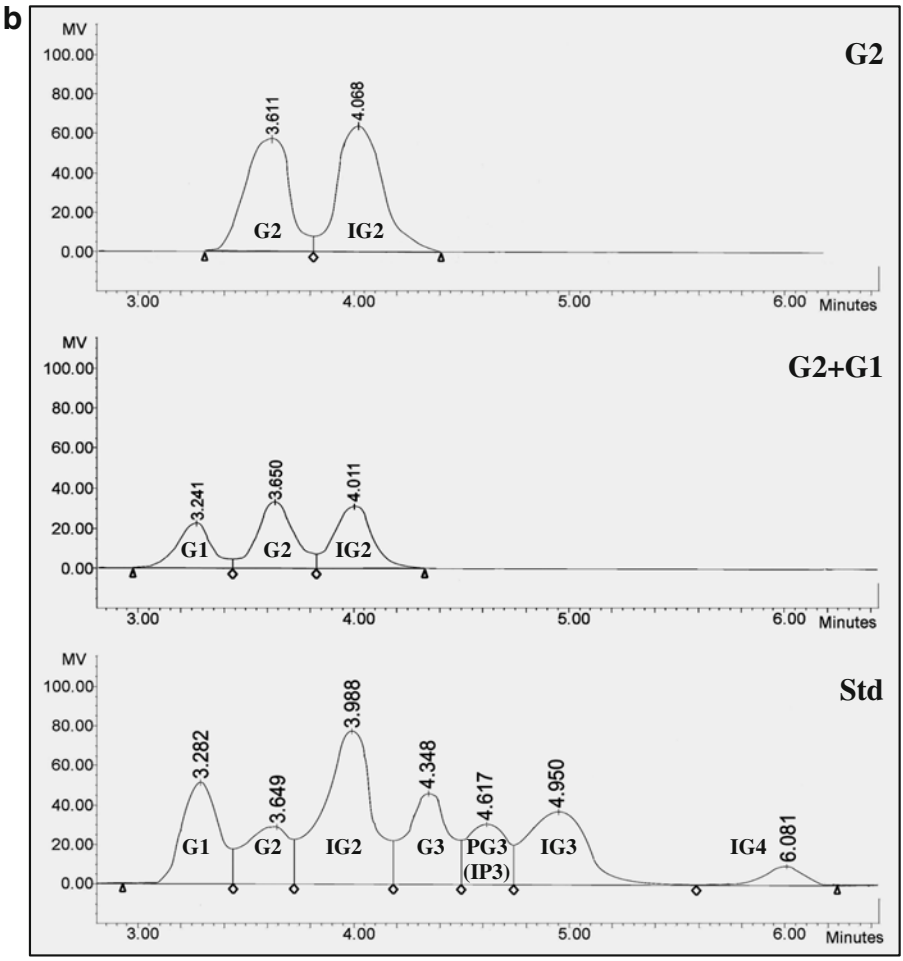 b
MV
G2
100.00
80.00
60.00
40.00
20.00
0.00
3.611
4.068
G2 IG2
3.00 4.00 5.00 6.00 Minutes
MV
G2+G1
100.00
80.00
60.00
40.00
20.00
0.00
3.241
3.650
4.011
G1 G2 IG2
3.00 4.00 5.00 6.00 Minutes
MV
Std
100.00
80.00
60.00
40.00
20.00
0.00
3.282
3.649
3.988
4.348
4.617
4.950
6.081
G1 G2 IG2 G3 PG3 IG3 IG4
(IP3)
3.00 4.00 5.00 6.00 Minutes